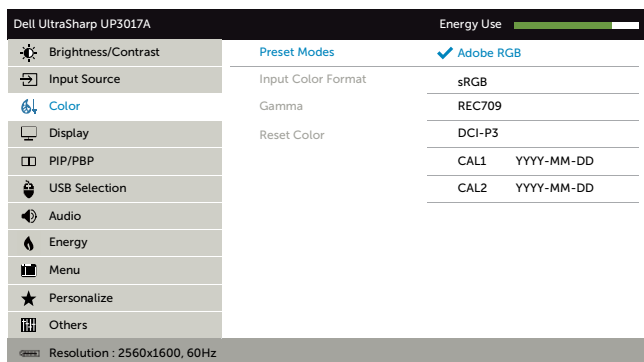 Dell UltraSharp UP3017A Energy Use
Brightness/Contrast Preset Modes Adobe RGB
Input Source Input Color Format sRGB
Color Gamma REC709
Display Reset Color DCI-P3
PIP/PBP CAL1 YYYY-MM-DD
USB Selection CAL2 YYYY-MM-DD
Audio
Energy
Menu
Personalize
Others
Resolution : 2560x1600, 60Hz